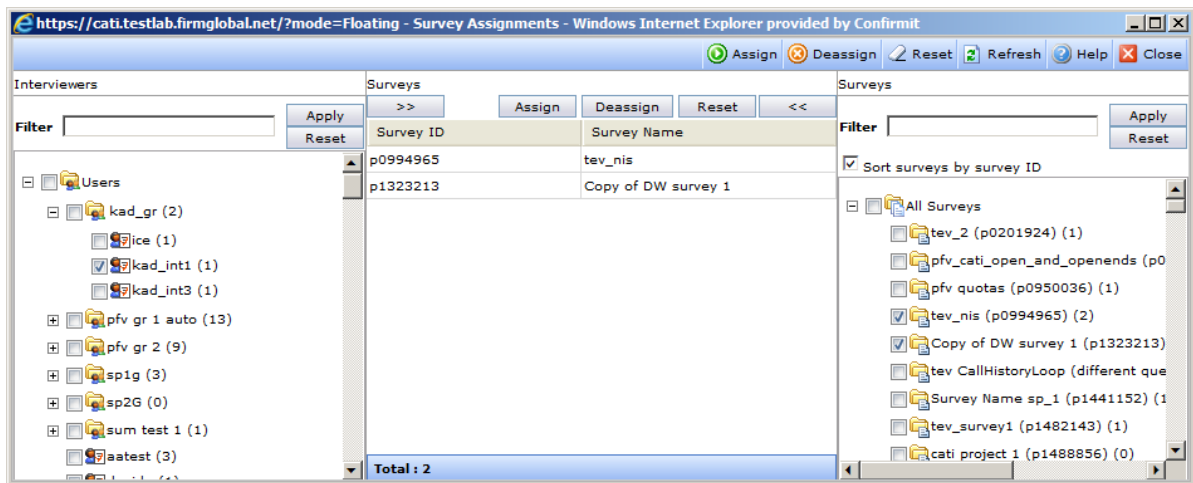 https://cati.testlab.firmglobal.net/?mode=Floating - Survey Assignments - Windows Internet Explorer provided by Confirmit
Assign Deassign Reset Refresh Help Close
Interviewers
Filter
Apply
Reset
Users
kad_gr (2)
ice (1)
kad_int1 (1)
kad_int3 (1)
pfv gr 1 auto (13)
pfv gr 2 (9)
sp1g (3)
sp2G (0)
sum test 1 (1)
aatest (3)
Surveys
>> Assign Deassign Reset <<
Survey ID Survey Name
p0994965 tev_nis
p1323213 Copy of DW survey 1
Total : 2
Surveys
Filter
Apply
Reset
Sort surveys by survey ID
All Surveys
tev_2 (p0201924) (1)
pfv_cati_open_and_openends (p0
pfv quotas (p0950036) (1)
tev_nis (p0994965) (2)
Copy of DW survey 1 (p1323213)
tev CallHistoryLoop (different que
Survey Name sp_1 (p1441152) (1
tev_survey1 (p1482143) (1)
cati project 1 (p1488856) (0)